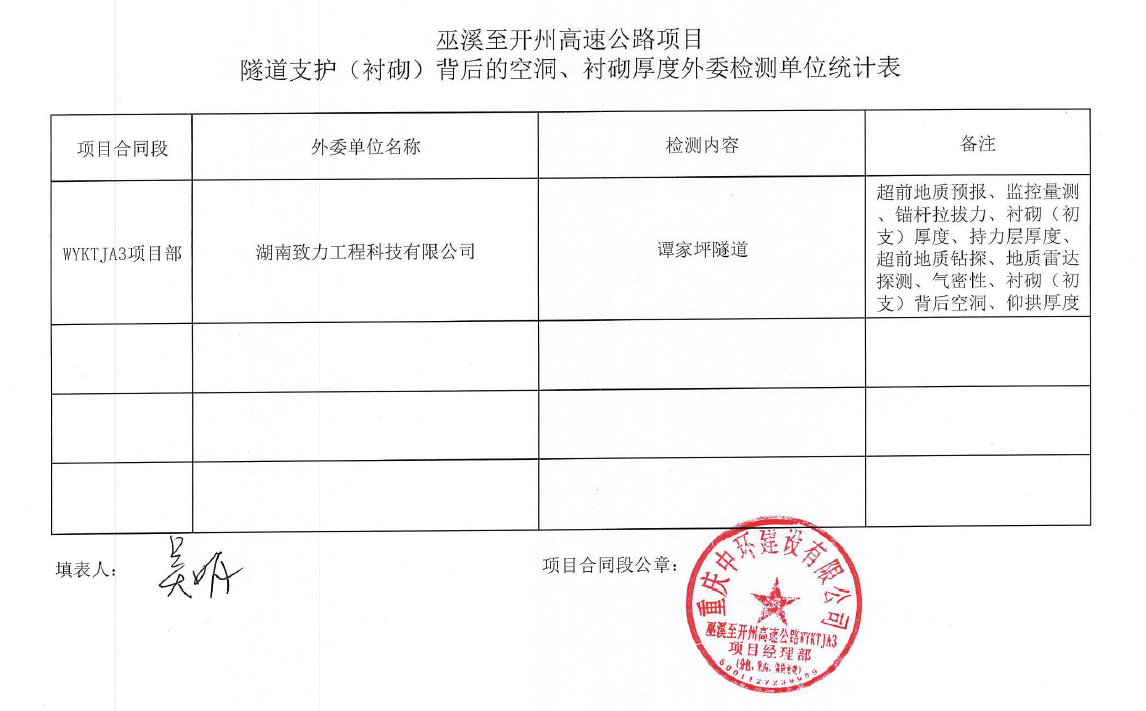 巫溪至开州高速公路项目
隧道支护（衬砌）背后的空洞、衬砌厚度外委检测单位统计表
项目合同段
外委单位名称
检测内容
备注
WYKTJA3项目部
湖南致力工程科技有限公司
谭家坪隧道
超前地质预报、监控量测
、锚杆拉拔力、衬砌（初
支）厚度、持力层厚度、
超前地质钻探、地质雷达
探测、气密性、衬砌（初
支）背后空洞、仰拱厚度
填表人：
吴
项目合同段公章：
重庆中环建设有限公司
巫溪至开州高速公路WYKTJA3
项目经理部